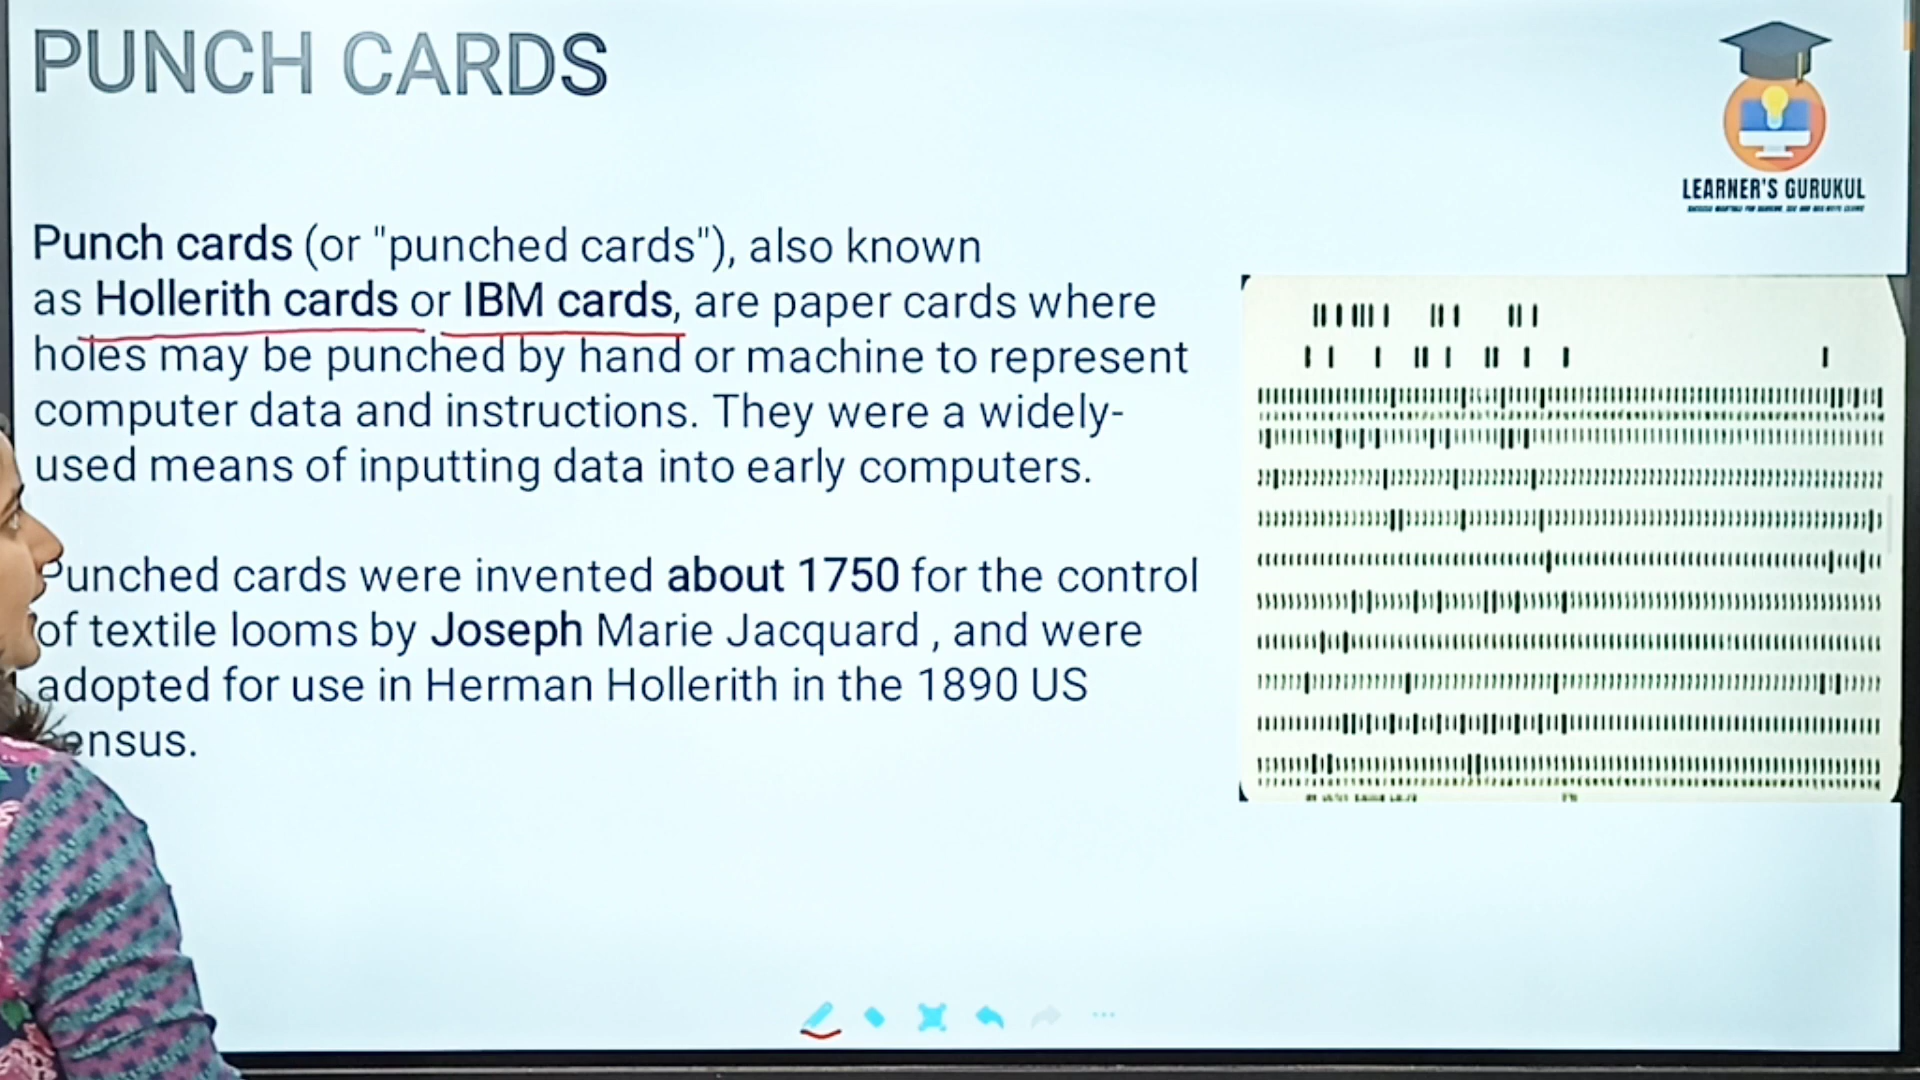 PUNCH CARDS
LEARNER'S GURUKUL
Punch cards (or "punched cards"), also known
as Hollerith cards or IBM cards, are paper cards where
holes may be punched by hand or machine to represent
computer data and instructions. They were a widely-
used means of inputting data into early computers.
Punched cards were invented about 1750 for the control
of textile looms by Joseph Marie Jacquard , and were
adopted for use in Herman Hollerith in the 1890 US
ensus.